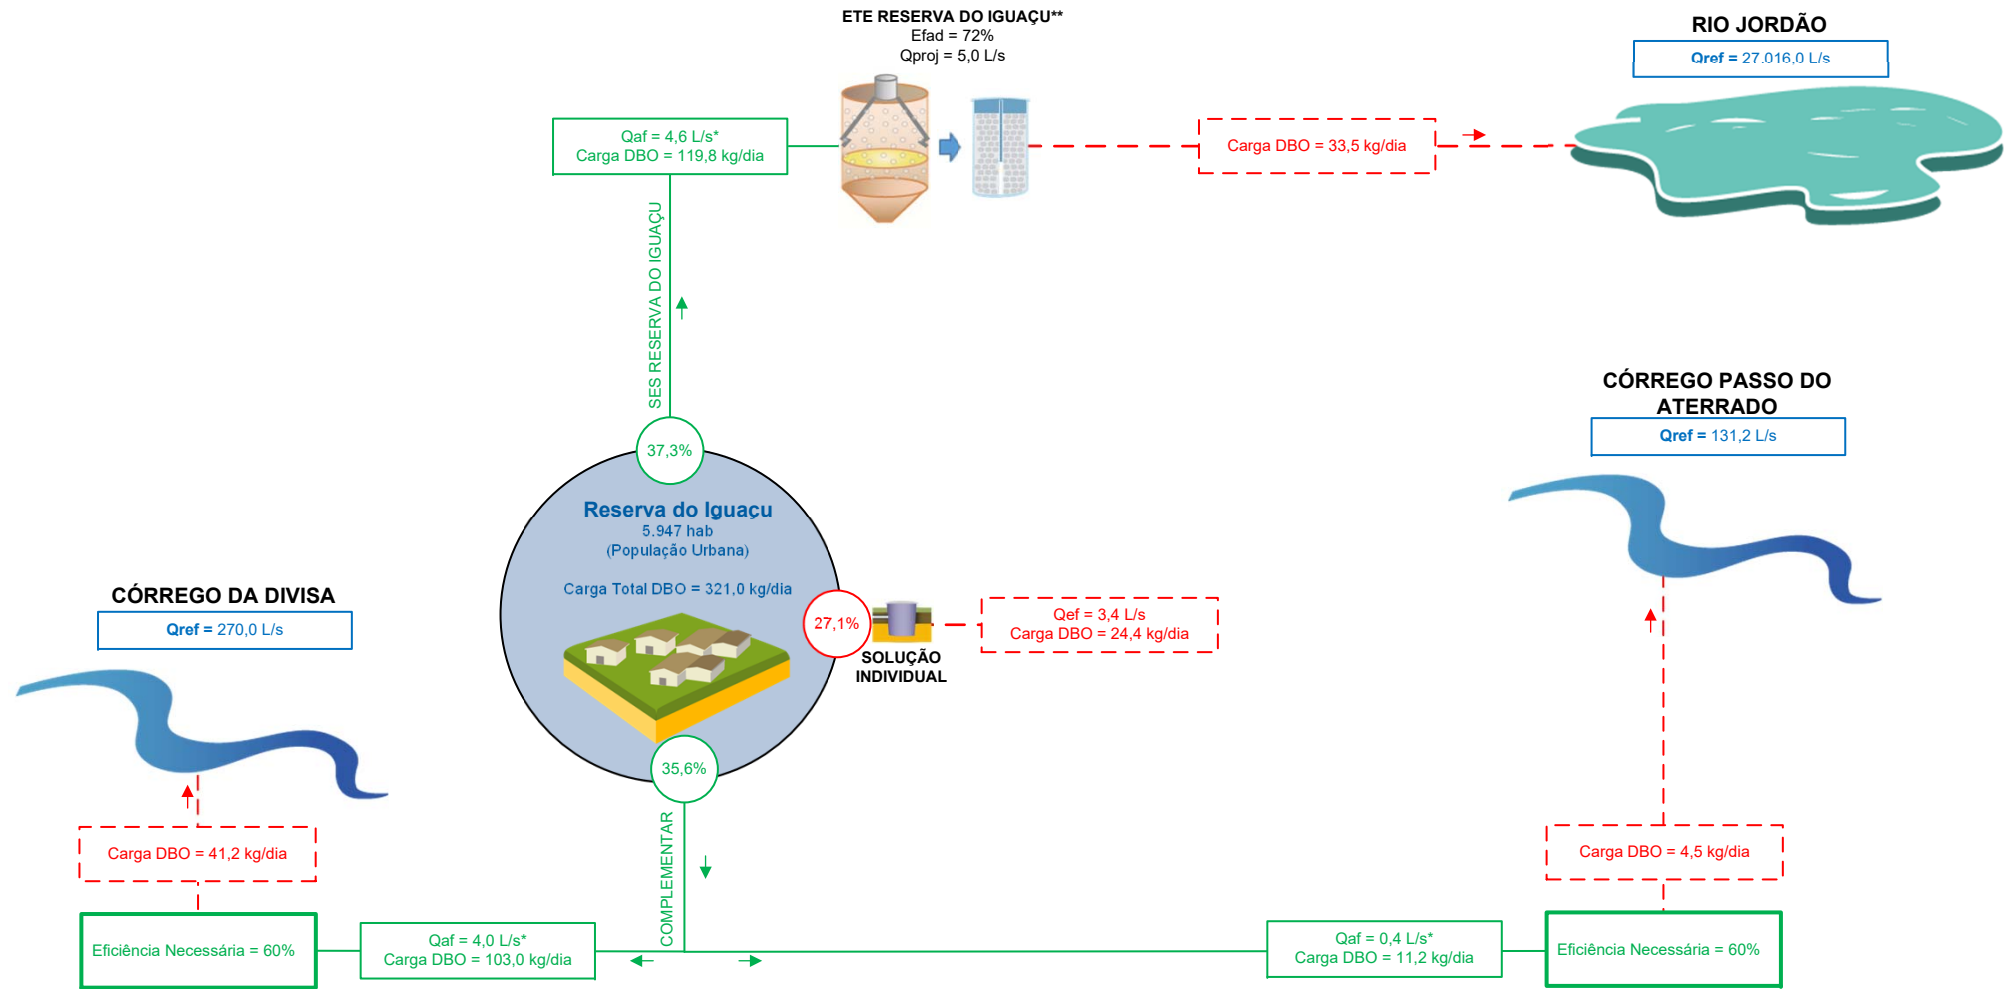 ETE RESERVA DO IGUAÇU**
Efad = 72%
Qproj = 5,0 L/s
RIO JORDÃO
Qref = 27.016,0 L/s
Qaf = 4,6 L/s*
Carga DBO = 119,8 kg/dia
Carga DBO = 33,5 kg/dia
SES RESERVA DO IGUAÇU
CÓRREGO PASSO DO
ATERRADO
Qref = 131,2 L/s
37,3%
Reserva do Iguaçu
5.947 hab
(População Urbana)
Carga Total DBO = 321,0 kg/dia
CÓRREGO DA DIVISA
Qref = 270,0 L/s
27,1%
SOLUÇÃO
INDIVIDUAL
Qef = 3,4 L/s
Carga DBO = 24,4 kg/dia
35,6%
COMPLEMENTAR
Carga DBO = 41,2 kg/dia
Carga DBO = 4,5 kg/dia
Eficiência Necessária = 60%
Qaf = 4,0 L/s*
Carga DBO = 103,0 kg/dia
Qaf = 0,4 L/s*
Carga DBO = 11,2 kg/dia
Eficiência Necessária = 60%